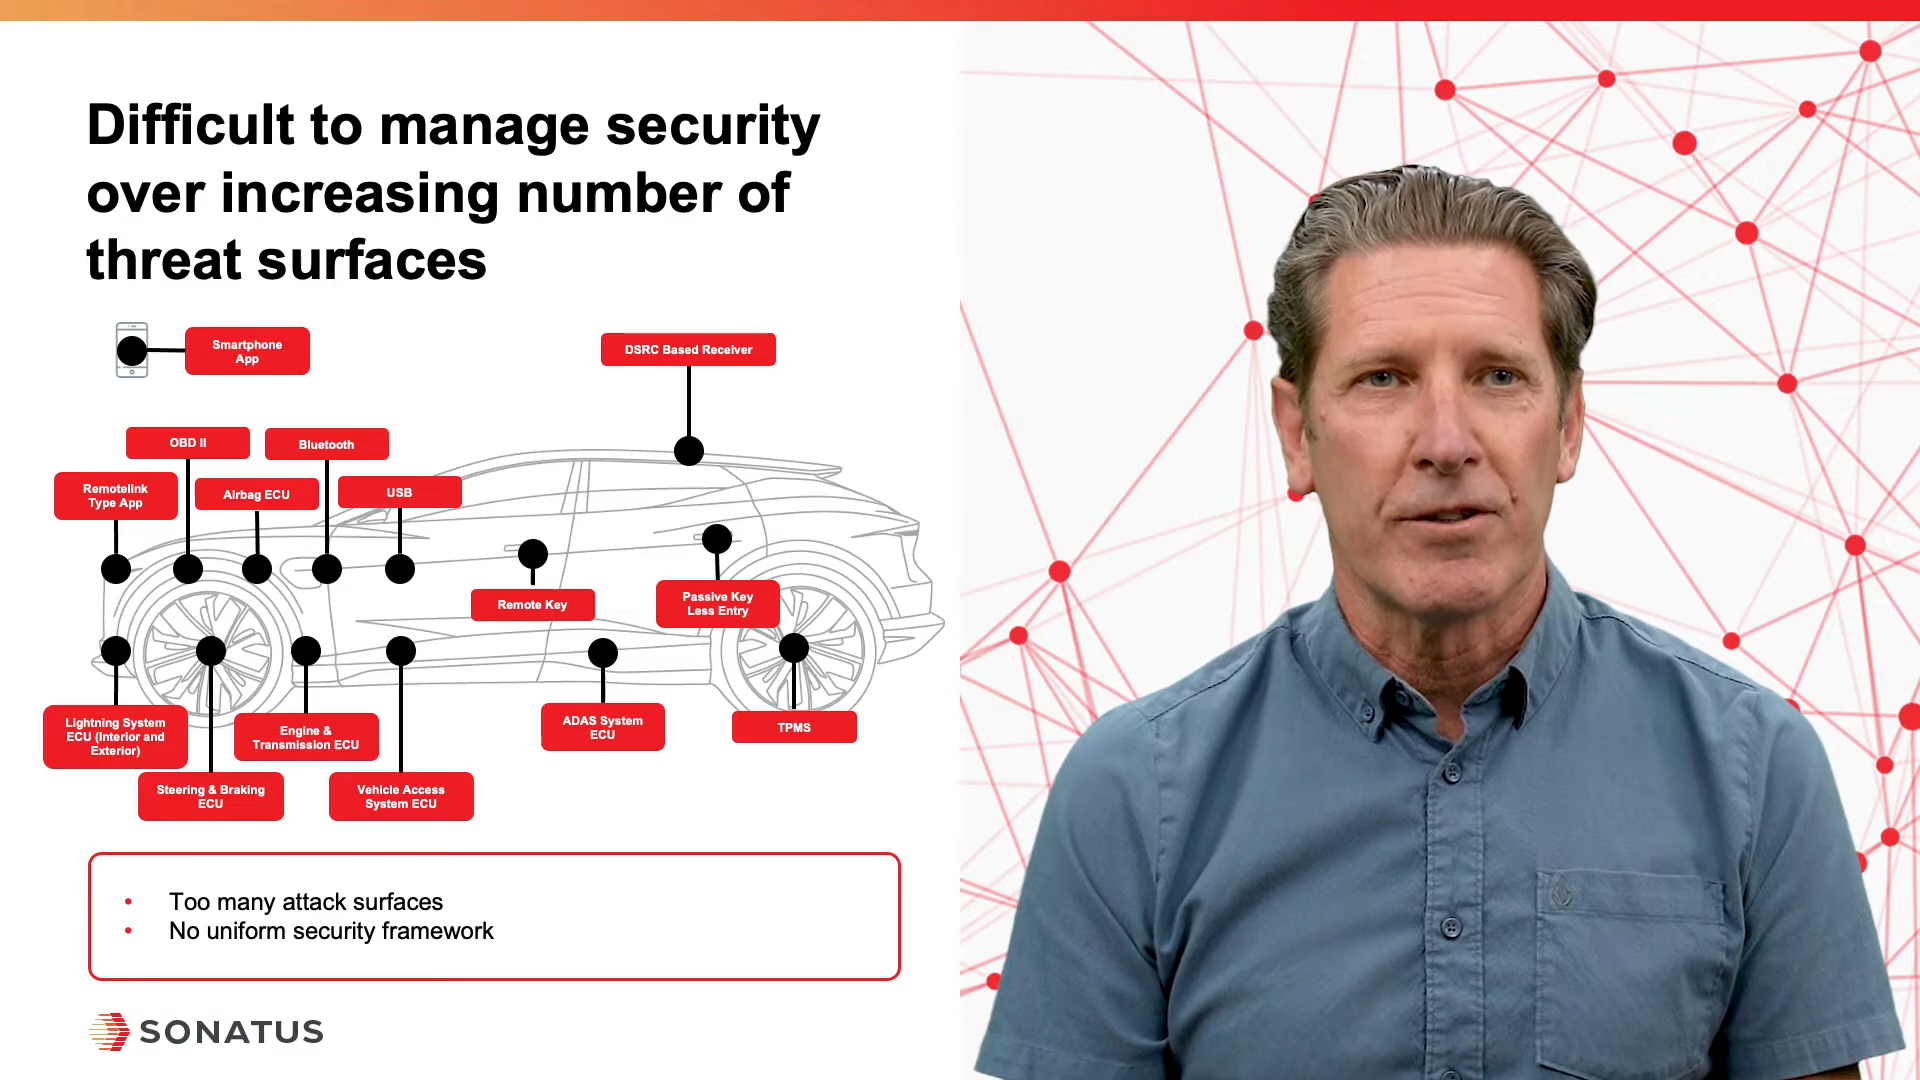 Difficult to manage security
over increasing number of
threat surfaces
Smartphone
App
DSRC Based Receiver
OBD II
Bluetooth
Remotelink
Type App
Airbag ECU
USB
Remote Key
Passive Key
Less Entry
Lightning System
ECU (Interior and
Exterior)
Engine &
Transmission ECU
ADAS System
ECU
TPMS
Steering & Braking
ECU
Vehicle Access
System ECU
• Too many attack surfaces
• No uniform security framework
SONATUS